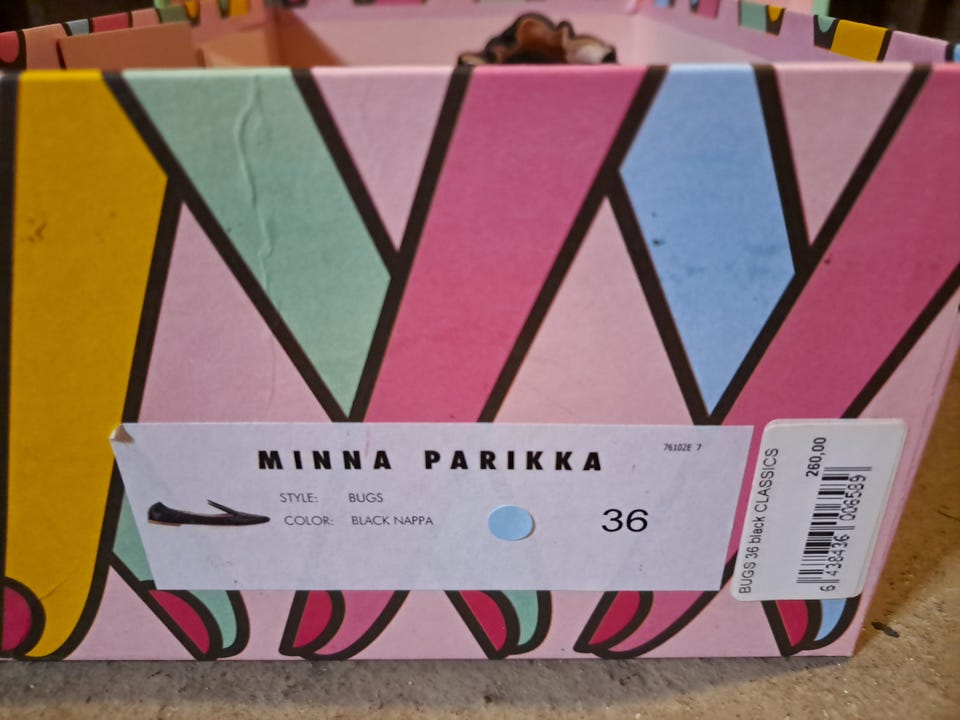 MINNA PARIKKA
76102E 7
STYLE: BUGS
COLOR: BLACK NAPPA
36
BUGS 36 black CLASSICS
260,00
6 438436 006589